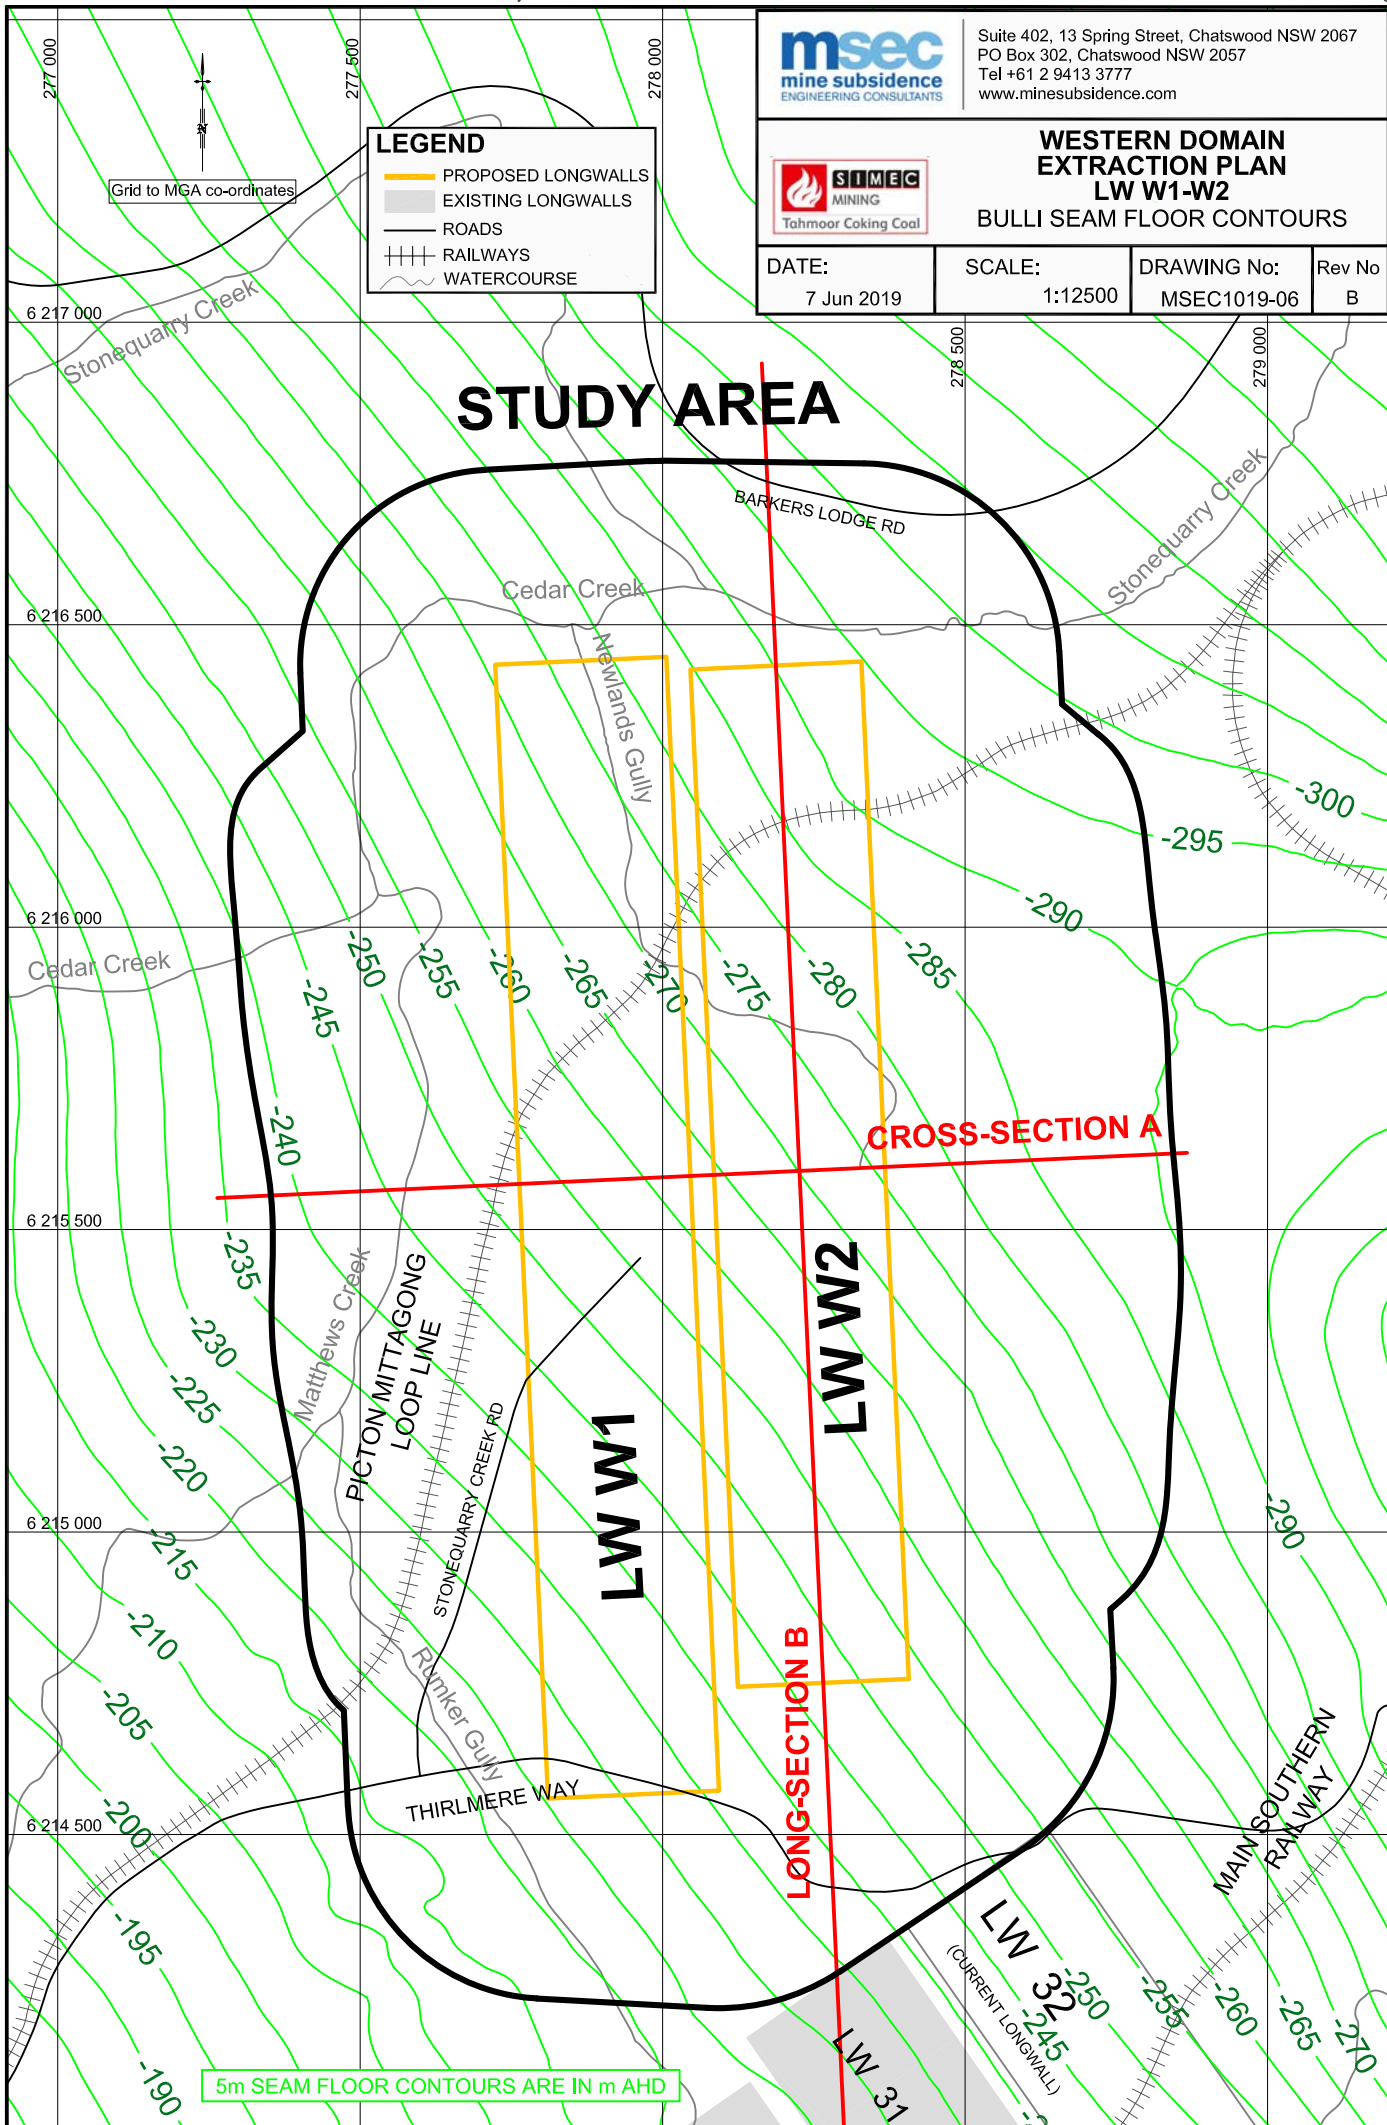 msec
mine subsidence
ENGINEERING CONSULTANTS
Suite 402, 13 Spring Street, Chatswood NSW 2067
PO Box 302, Chatswood NSW 2057
Tel +61 2 9413 3777
www.minesubsidence.com
SIMEC
MINING
Tahmoor Coking Coal
WESTERN DOMAIN
EXTRACTION PLAN
LW W1-W2
BULLI SEAM FLOOR CONTOURS
DATE:
7 Jun 2019
SCALE:
1:12500
DRAWING No:
MSEC1019-06
Rev No
B
277 000
277 500
278 000
278 500
279 000
N
Grid to MGA co-ordinates
LEGEND
PROPOSED LONGWALLS
EXISTING LONGWALLS
ROADS
RAILWAYS
WATERCOURSE
6 217 000
Stonequarry Creek
STUDY AREA
BARKERS LODGE RD
Stonequarry Creek
Cedar Creek
6 216 500
Newlands Gully
-300
-295
-290
6 216 000
Cedar Creek
-245
-250
-255
-260
-265
-270
-275
-280
-285
-240
CROSS-SECTION A
6 215 500
-235
-230
-225
-220
-215
-210
-205
-200
-195
-190
Matthews Creek
PICTON MITTAGONG
LOOP LINE
STONEQUARRY CREEK RD
LW W1
LW W2
6 215 000
-290
Rumker Gully
LONG-SECTION B
THIRLMERE WAY
6 214 500
MAIN SOUTHERN
RAILWAY
LW 32
(CURRENT LONGWALL)
LW 31
-245
-250
-255
-260
-265
-270
5m SEAM FLOOR CONTOURS ARE IN m AHD